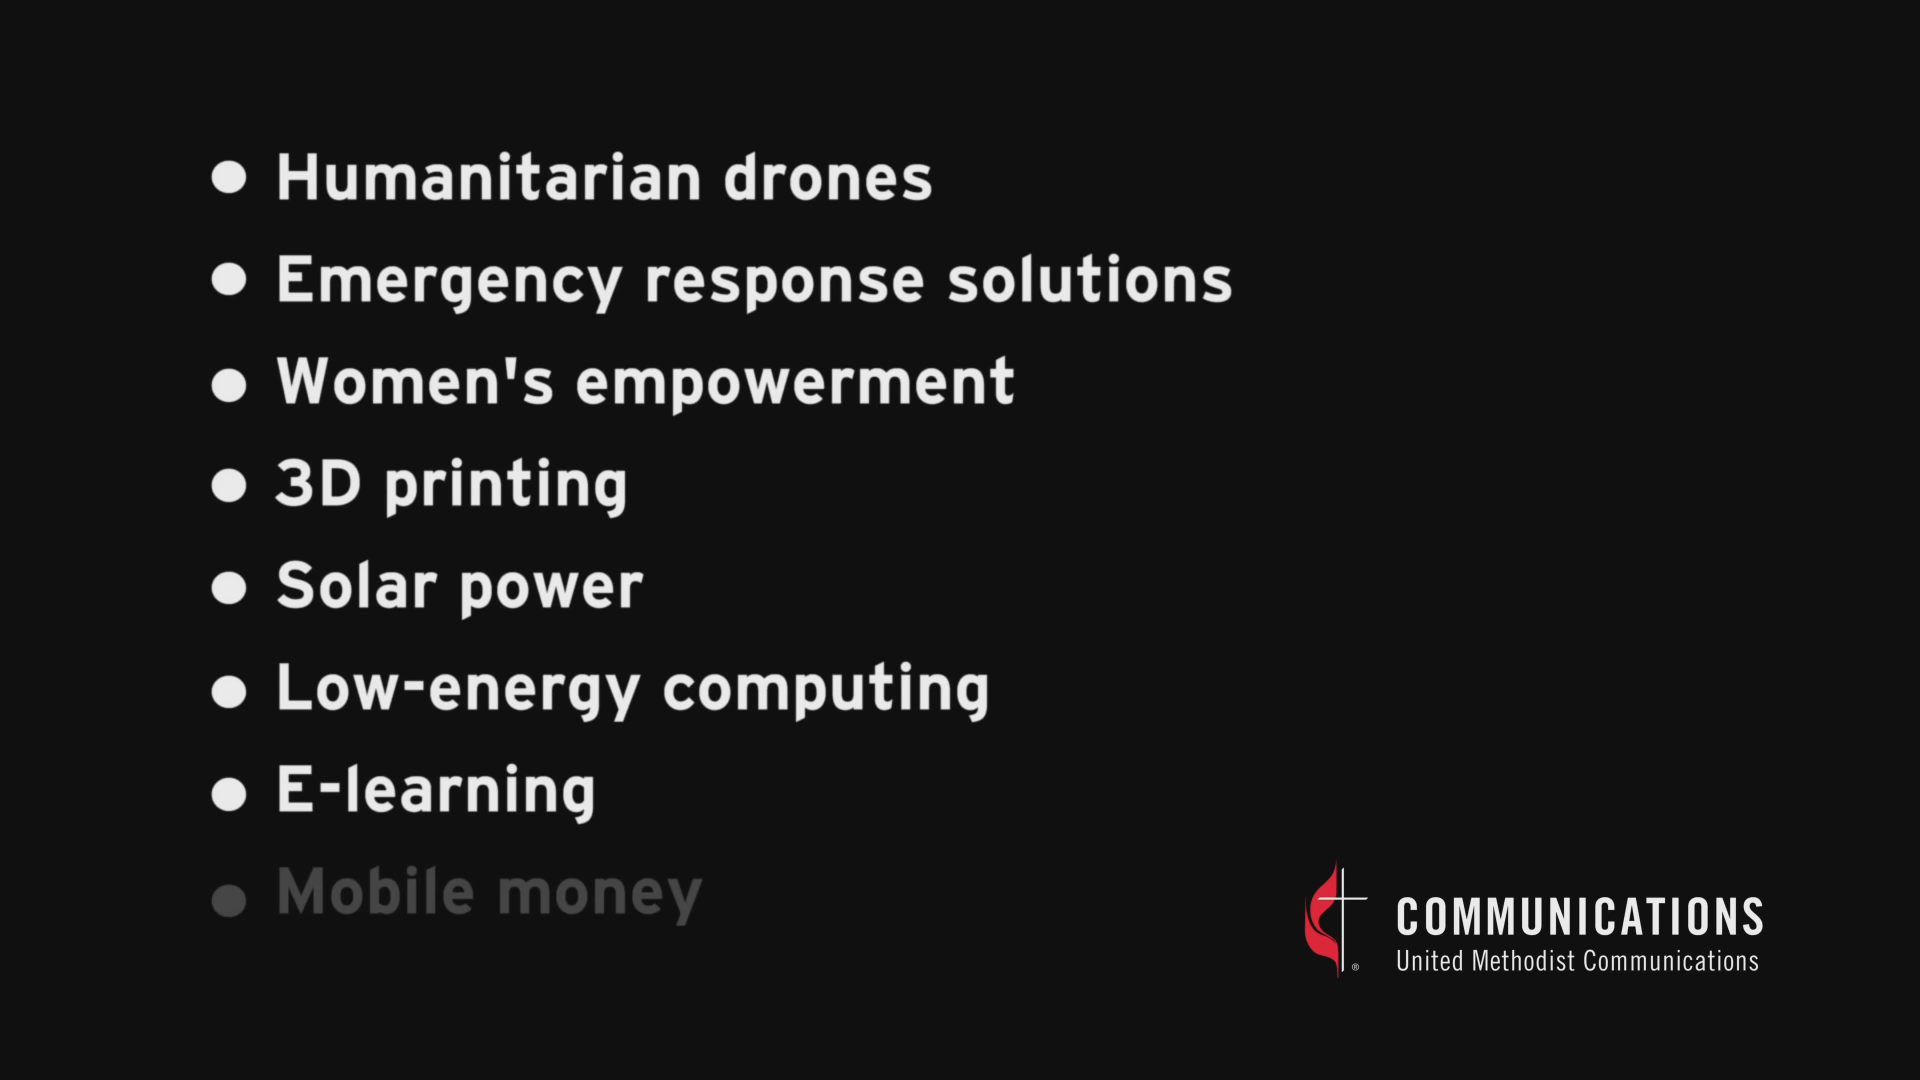 • Humanitarian drones
• Emergency response solutions
• Women's empowerment
• 3D printing
• Solar power
• Low-energy computing
• E-learning
• Mobile money
COMMUNICATIONS
United Methodist Communications
®